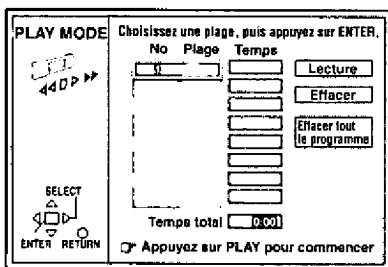 PLAY MODE
Choisissez une plage, puis appuyez sur ENTER.
No Plage Temps
Lecture
Effacer
Effacer tout
le programme
SELECT
ENTER RETURN
Temps total 0:00
Appuyez sur PLAY pour commencer